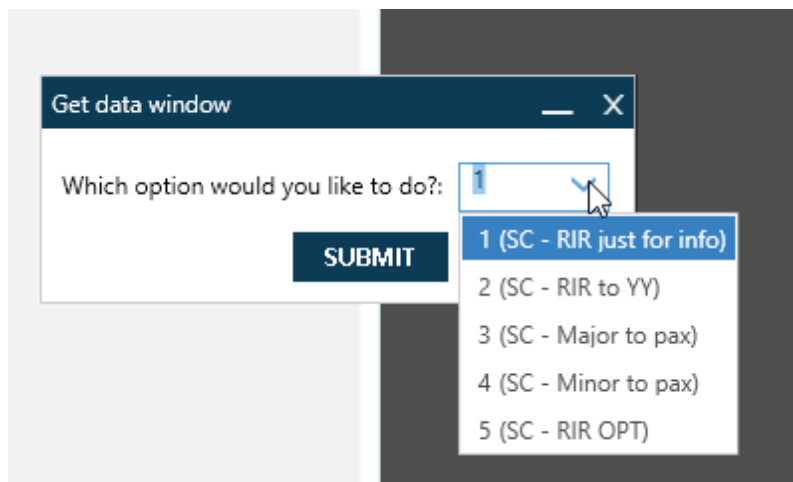 Get data window
Which option would you like to do?: 1
SUBMIT
1 (SC - RIR just for info)
2 (SC - RIR to YY)
3 (SC - Major to pax)
4 (SC - Minor to pax)
5 (SC - RIR OPT)